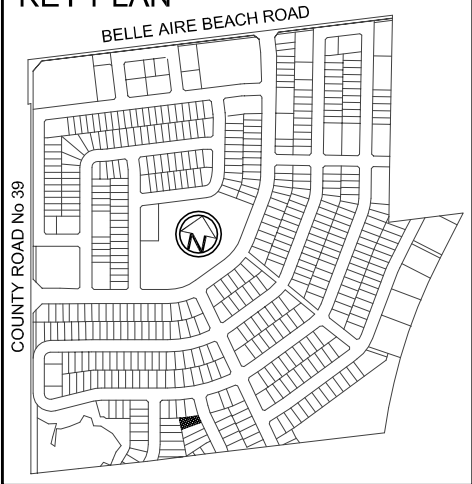 KEY PLAN
BELLE AIRE BEACH ROAD
COUNTY ROAD No 39
N